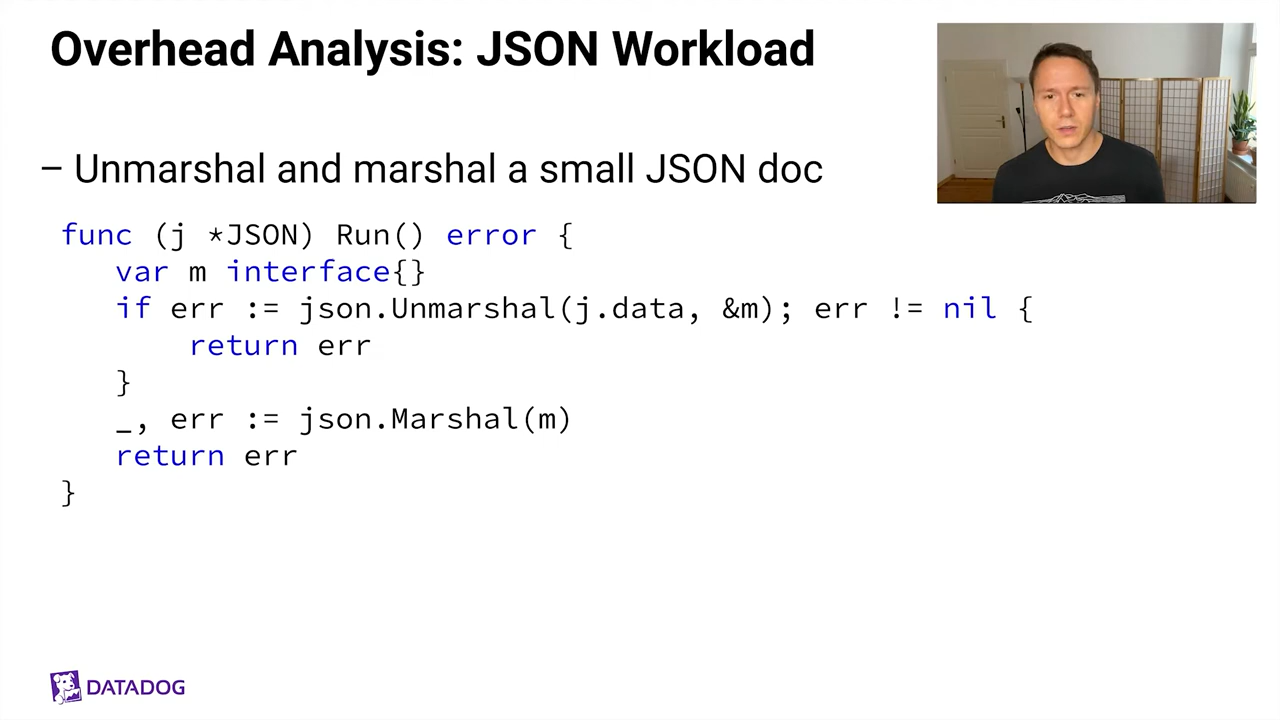 Overhead Analysis: JSON Workload
– Unmarshal and marshal a small JSON doc
func (j *JSON) Run() error {
   var m interface{}
   if err := json.Unmarshal(j.data, &m); err != nil {
       return err
   }
   _, err := json.Marshal(m)
   return err
}
DATADOG